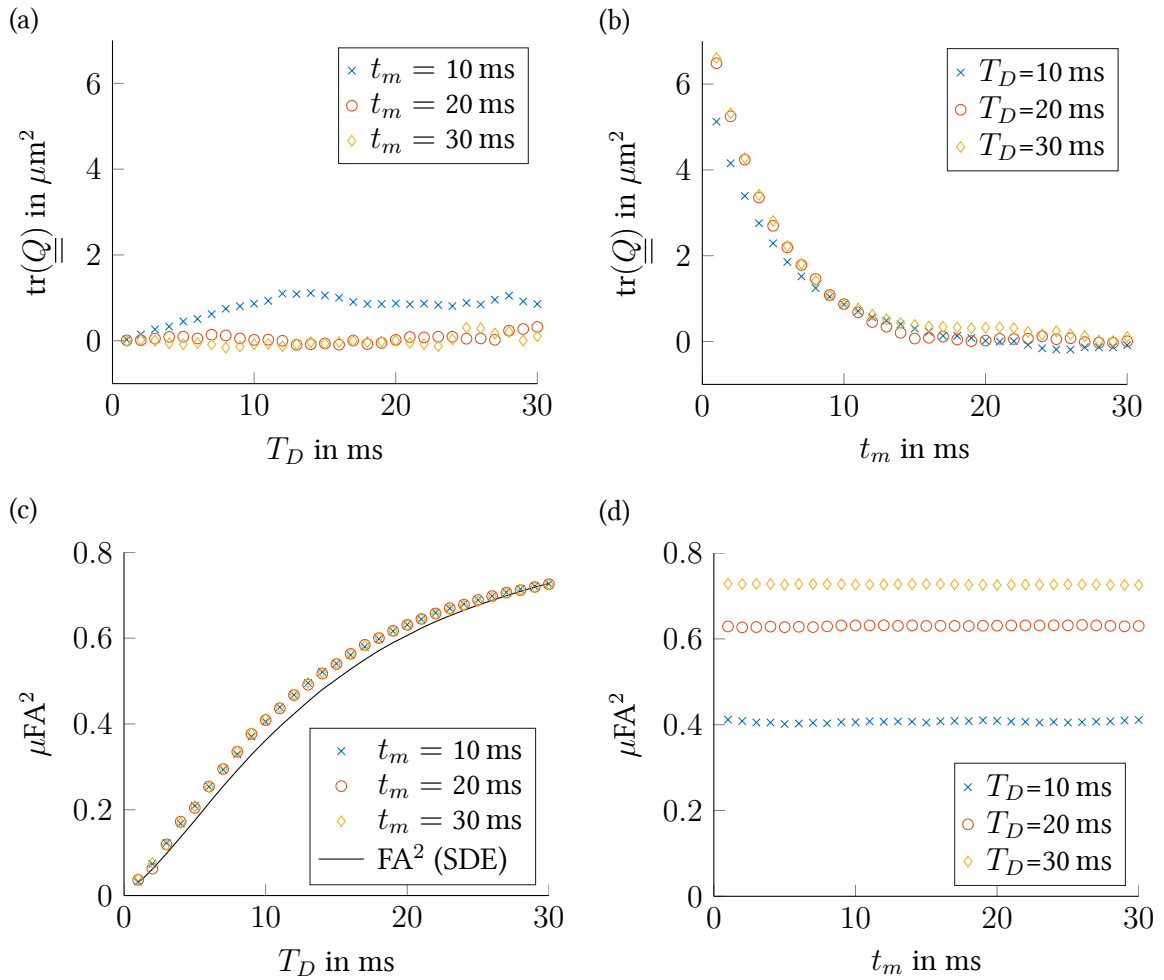 (a)
tr(Q) in μm²
6
4
2
0
0 10 20 30
T_D in ms
t_m = 10 ms
t_m = 20 ms
t_m = 30 ms
(b)
tr(Q) in μm²
6
4
2
0
0 10 20 30
t_m in ms
T_D=10 ms
T_D=20 ms
T_D=30 ms
(c)
μFA²
0.8
0.6
0.4
0.2
0
0 10 20 30
T_D in ms
t_m = 10 ms
t_m = 20 ms
t_m = 30 ms
FA² (SDE)
(d)
μFA²
0.8
0.6
0.4
0.2
0
0 10 20 30
t_m in ms
T_D=10 ms
T_D=20 ms
T_D=30 ms